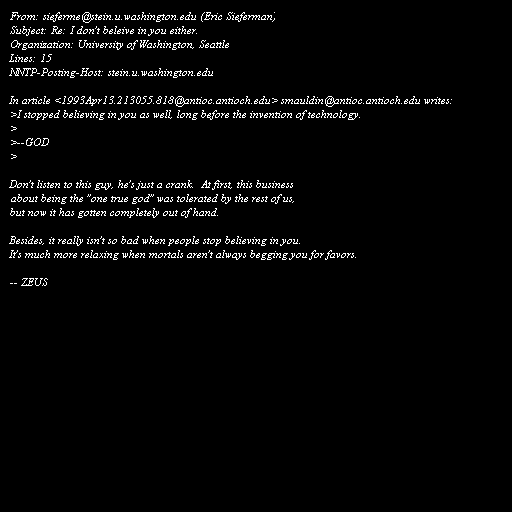 From: sieferme@stein.u.washington.edu (Eric Sieferman)
Subject: Re: I don't beleive in you either.
Organization: University of Washington, Seattle
Lines: 15
NNTP-Posting-Host: stein.u.washington.edu

In article <1993Apr13.213055.818@antioc.antioch.edu> smauldin@antioc.antioch.edu writes:
>I stopped believing in you as well, long before the invention of technology.
>
>--GOD
>

Don't listen to this guy, he's just a crank.  At first, this business
about being the "one true god" was tolerated by the rest of us,
but now it has gotten completely out of hand.

Besides, it really isn't so bad when people stop believing in you.
It's much more relaxing when mortals aren't always begging you for favors.

-- ZEUS